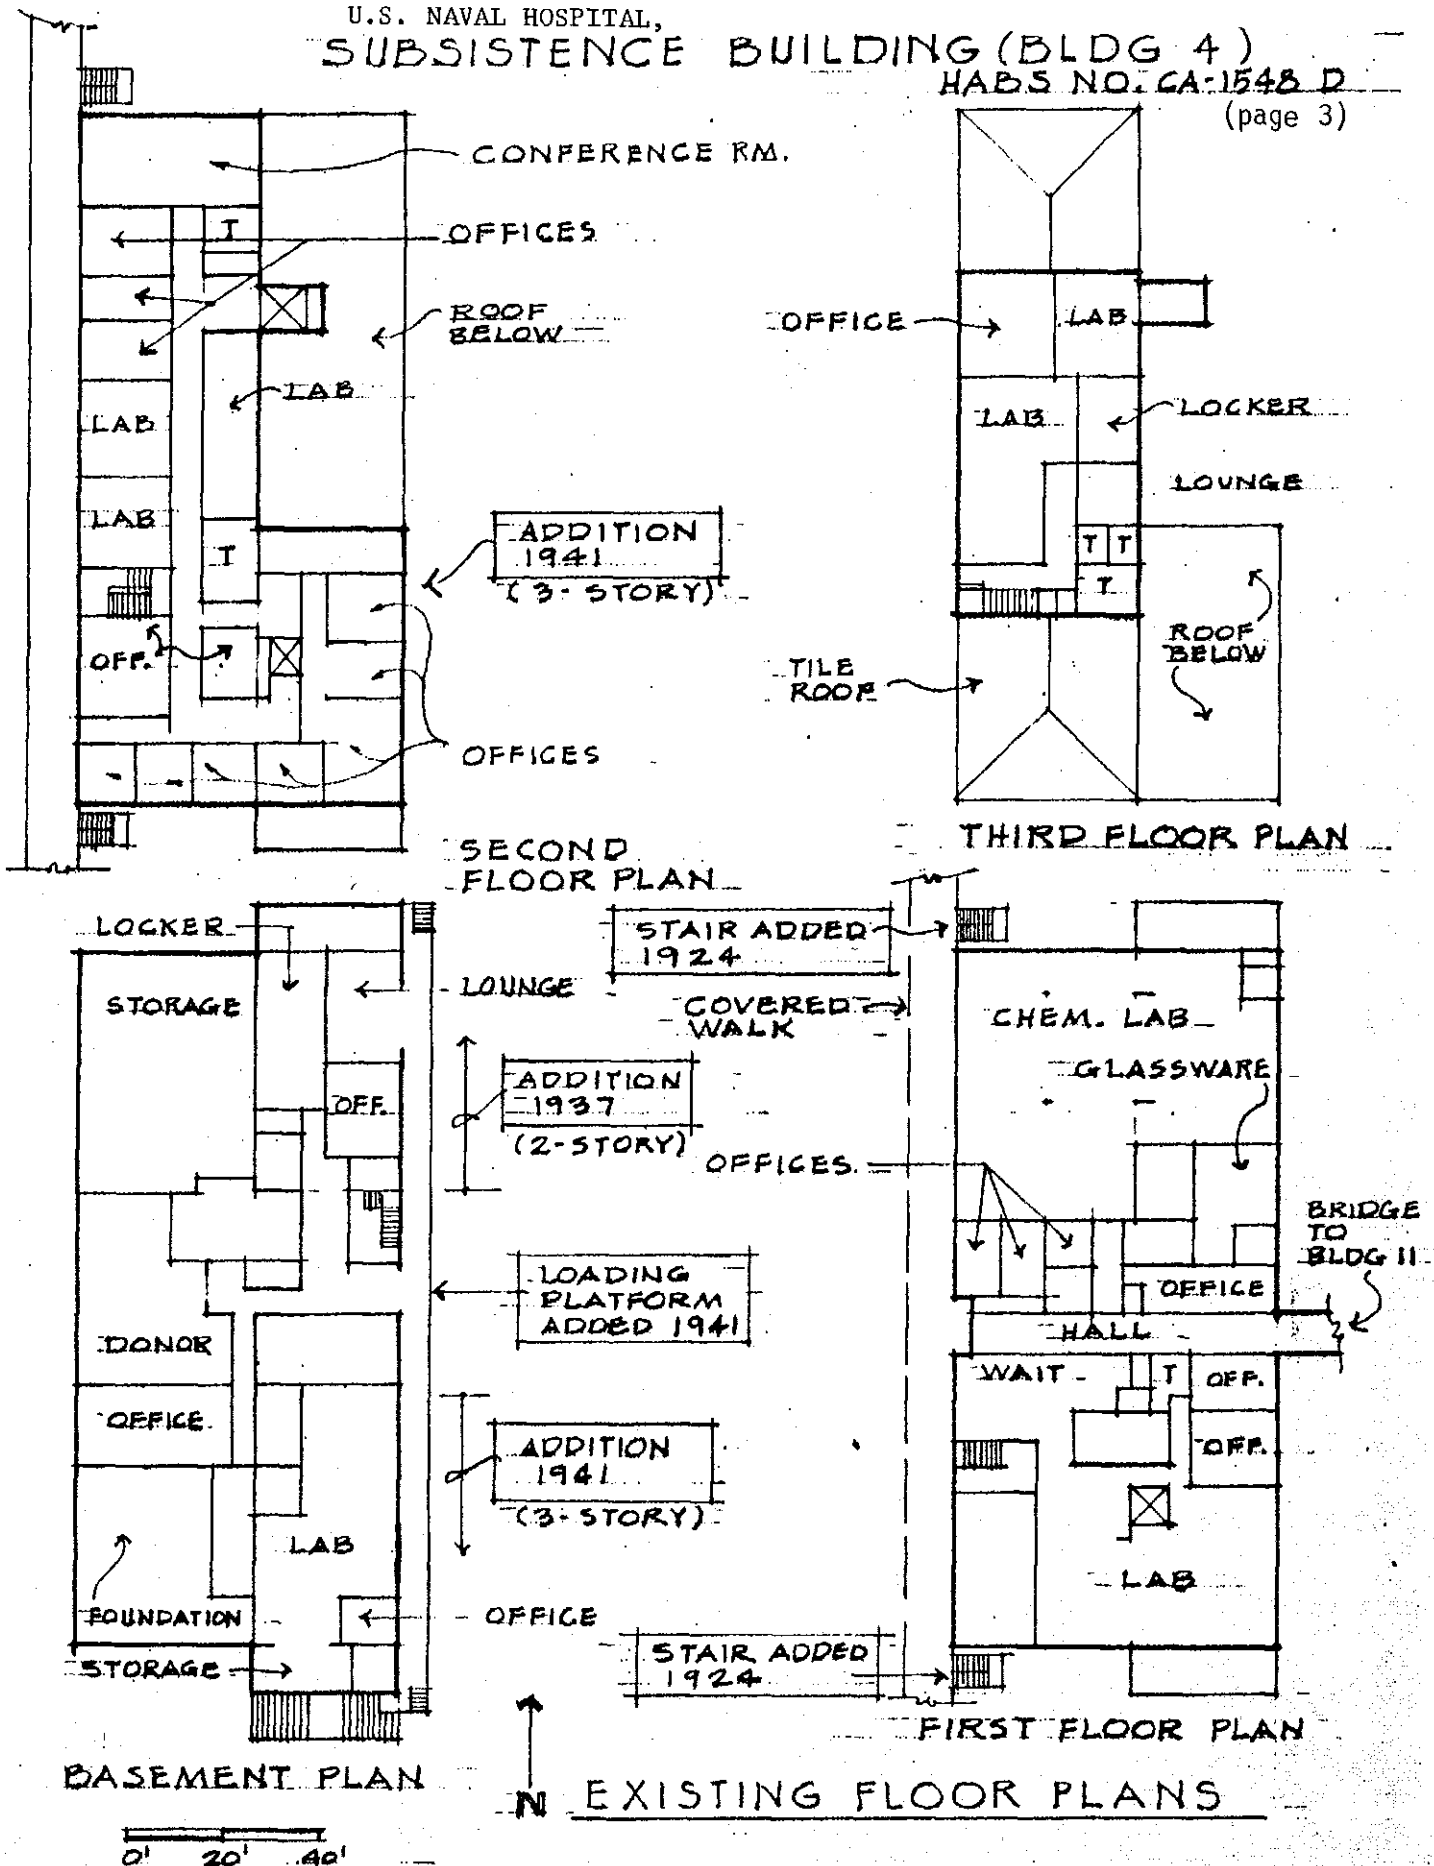 U.S. NAVAL HOSPITAL,
SUBSISTENCE BUILDING (BLDG 4)
HABS NO. CA-1548 D
(page 3)
CONFERENCE RM.
T
OFFICES
ROOF
BELOW
LAB
LAB
LAB
T
ADDITION
1941
(3-STORY)
OFF.
OFFICES
SECOND
FLOOR PLAN
OFFICE
LAB
LAB
LOCKER
LOUNGE
T T
T
ROOF
BELOW
TILE
ROOF
THIRD FLOOR PLAN
LOCKER
STORAGE
LOUNGE
ADDITION
1937
(2-STORY)
OFF.
LOADING
PLATFORM
ADDED 1941
DONOR
OFFICE
ADDITION
1941
(3-STORY)
LAB
FOUNDATION
OFFICE
STORAGE
BASEMENT PLAN
STAIR ADDED
1924
COVERED
WALK
CHEM. LAB
GLASSWARE
OFFICES
BRIDGE
TO
BLDG 11
OFFICE
HALL
WAIT
T
OFF.
OFF.
LAB
STAIR ADDED
1924
FIRST FLOOR PLAN
N
EXISTING FLOOR PLANS
0' 20' 40'